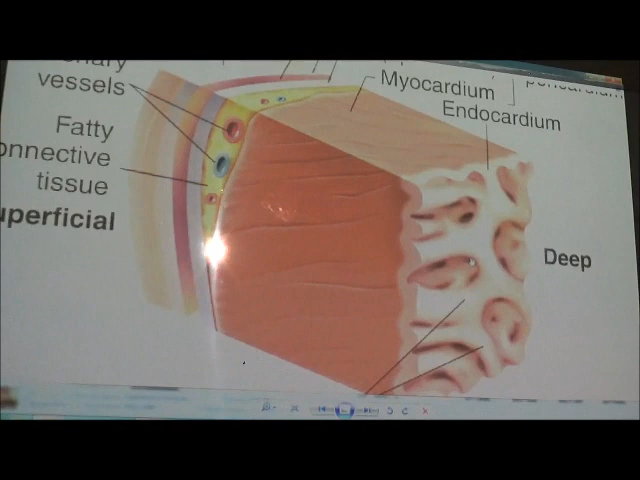 vessels
Fatty
onnective
tissue
uperficial
Myocardium
Endocardium
Deep